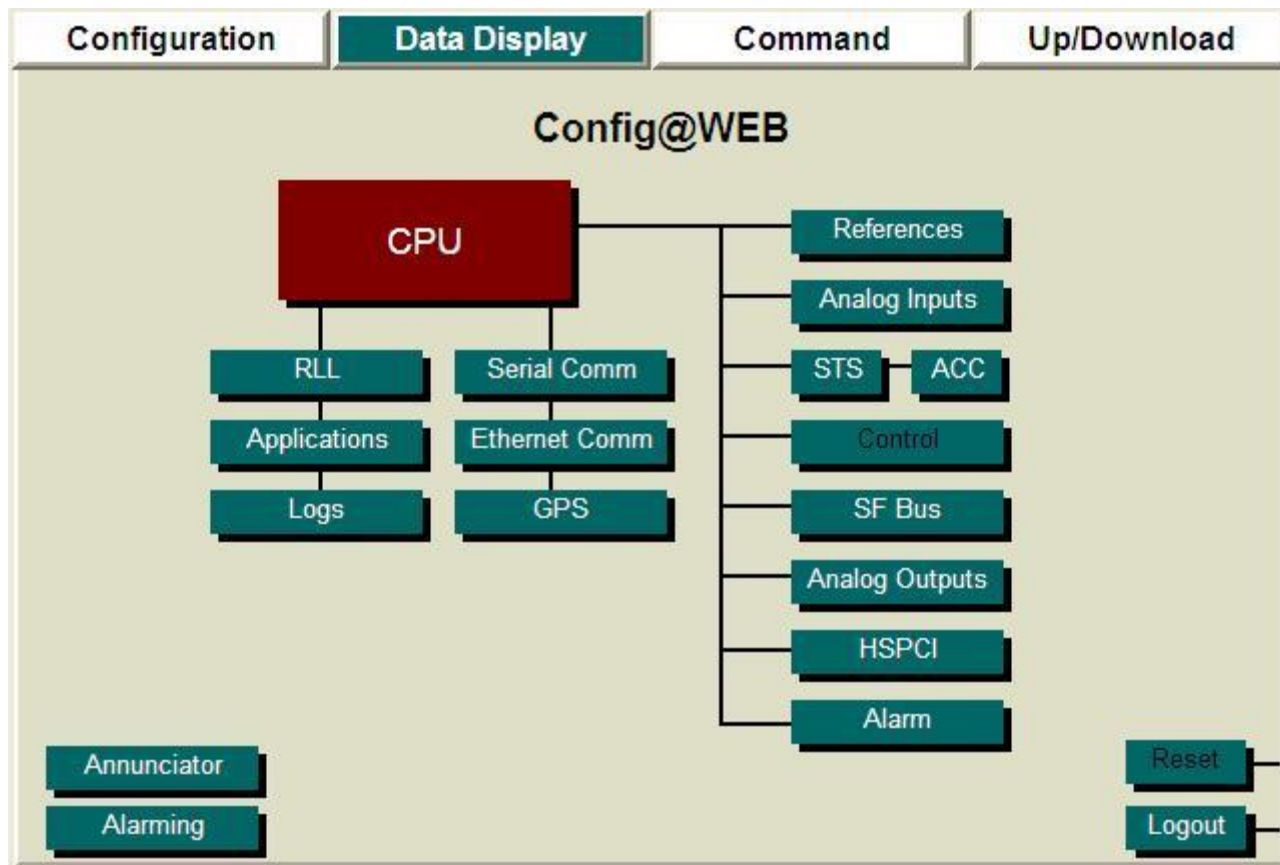 Configuration
Data Display
Command
Up/Download
Config@WEB
CPU
References
Analog Inputs
RLL
Serial Comm
STS
ACC
Applications
Ethernet Comm
Control
Logs
GPS
SF Bus
Analog Outputs
HSPCI
Alarm
Annunciator
Reset
Alarming
Logout